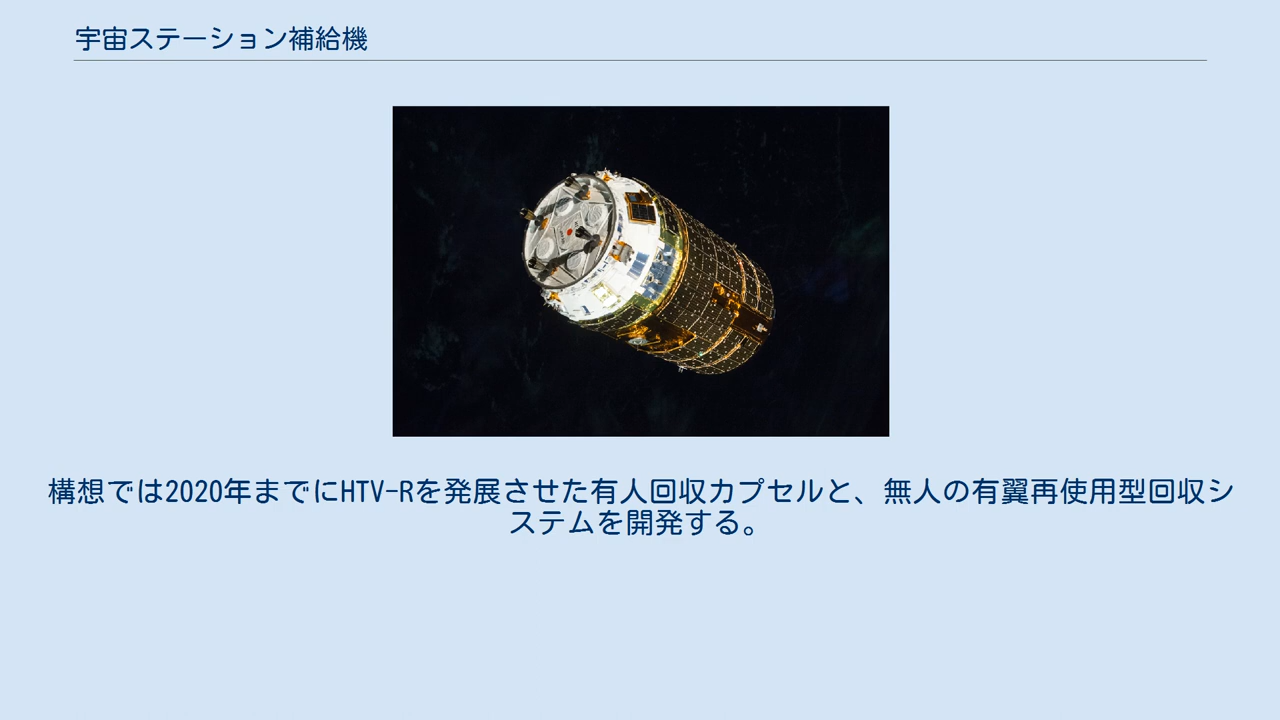 宇宙ステーション補給機
構想では2020年までにHTV-Rを発展させた有人回収カプセルと、無人の有翼再使用型回収シ
ステムを開発する。